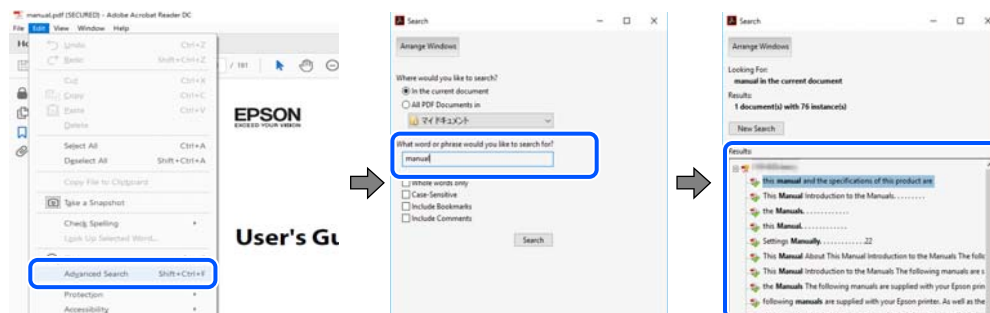 manual.pdf (SECURED) - Adobe Acrobat Reader DC
File Edit View Window Help
Undo Ctrl+Z
Redo Shift+Ctrl+Z
Cut Ctrl+X
Copy Ctrl+C
Paste Ctrl+V
Delete
Select All Ctrl+A
Deselect All Shift+Ctrl+A
Copy File to Clipboard
Take a Snapshot
Check Spelling
Look Up Selected Word...
Advanced Search Shift+Ctrl+F
Protection
Accessibility
/ 181
EPSON
EXCEED YOUR VISION
User's Gu
Search
Arrange Windows
Where would you like to search?
In the current document
All PDF Documents in
マイ ドキュメント
What word or phrase would you like to search for?
manual
Whole words only
Case-Sensitive
Include Bookmarks
Include Comments
Search
Search
Arrange Windows
Looking For:
manual in the current document
Results:
1 document(s) with 76 instance(s)
New Search
Results:
this manual and the specifications of this product are
This Manual Introduction to the Manuals. . . . . . . .
the Manuals. . . . . . . . . . . .
this Manual. . . . . . . . . . . .
Settings Manually. . . . . . . . . . . .22
This Manual About This Manual Introduction to the Manuals The follo
This Manual Introduction to the Manuals The following manuals are s
the Manuals The following manuals are supplied with your Epson prin
following manuals are supplied with your Epson printer. As well as the